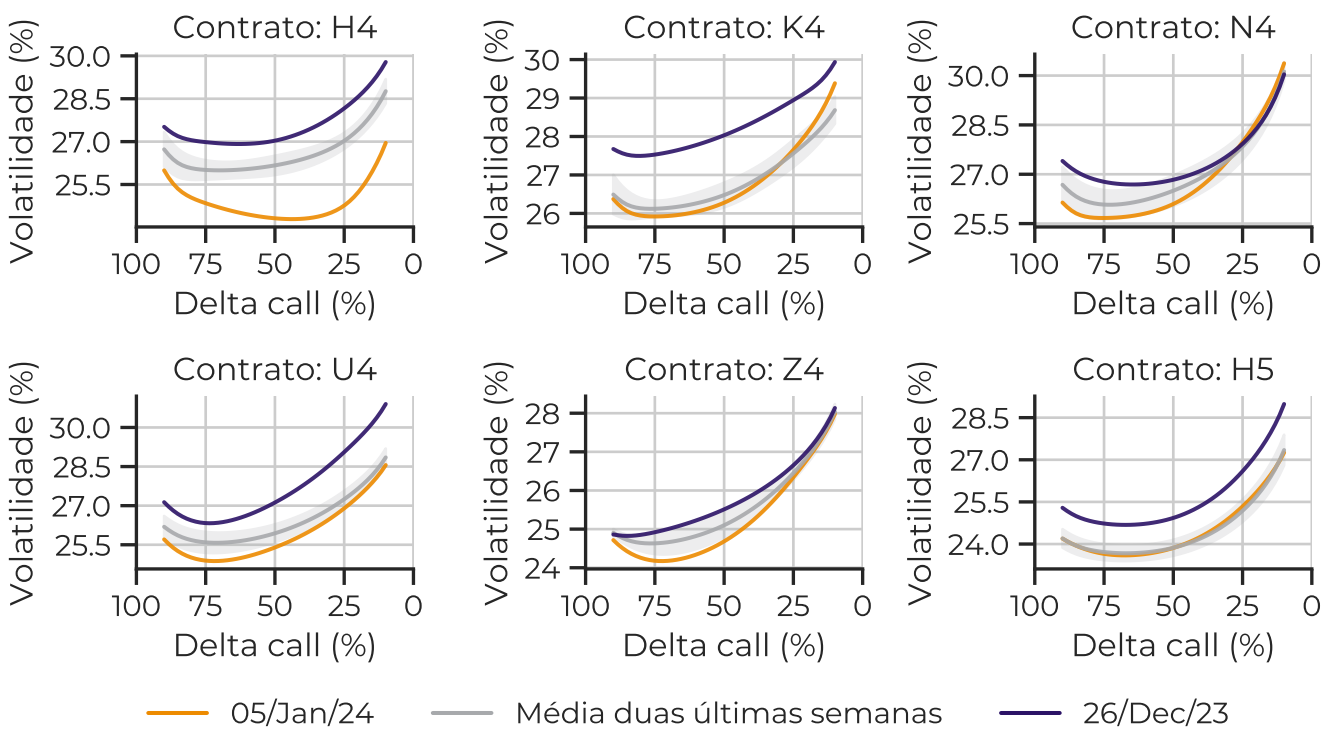 Contrato: H4
Volatilidade (%)
30.0
28.5
27.0
25.5
100 75 50 25 0
Delta call (%)
Contrato: K4
Volatilidade (%)
30
29
28
27
26
100 75 50 25 0
Delta call (%)
Contrato: N4
Volatilidade (%)
30.0
28.5
27.0
25.5
100 75 50 25 0
Delta call (%)
Contrato: U4
Volatilidade (%)
30.0
28.5
27.0
25.5
100 75 50 25 0
Delta call (%)
Contrato: Z4
Volatilidade (%)
28
27
26
25
24
100 75 50 25 0
Delta call (%)
Contrato: H5
Volatilidade (%)
28.5
27.0
25.5
24.0
100 75 50 25 0
Delta call (%)
05/Jan/24 Média duas últimas semanas 26/Dec/23